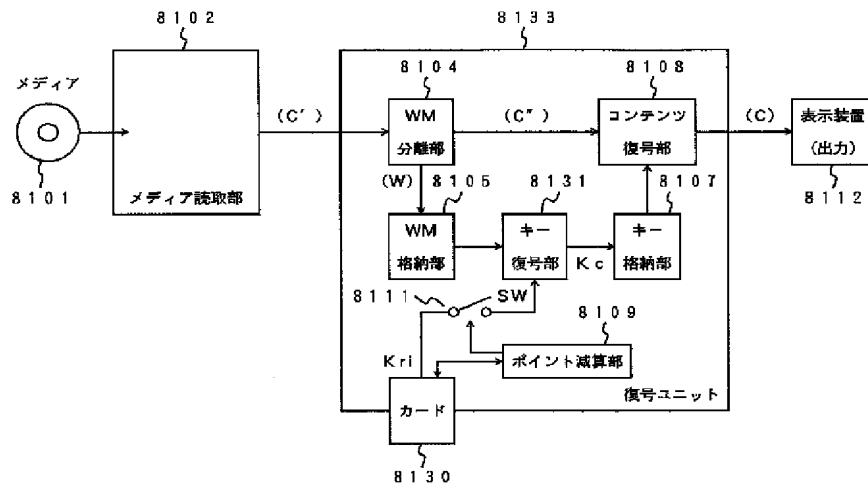 8102
8133
メディア
8101
メディア読取部
(C')
8104
WM
分離部
(C")
8108
コンテンツ
復号部
(C)
表示装置
(出力)
8112
(W)
8105
WM
格納部
8131
キー
復号部
Kc
8107
キー
格納部
8111
SW
8109
ポイント減算部
Kri
カード
8130
復号ユニット